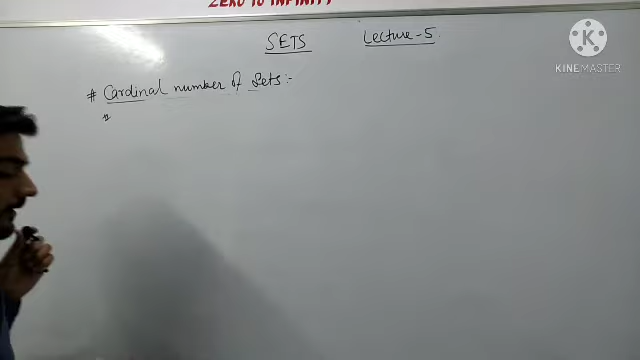 ZERO TO INFINITY
SETS Lecture-5.
KINEMASTER
# Cardinal number of Sets:-
*